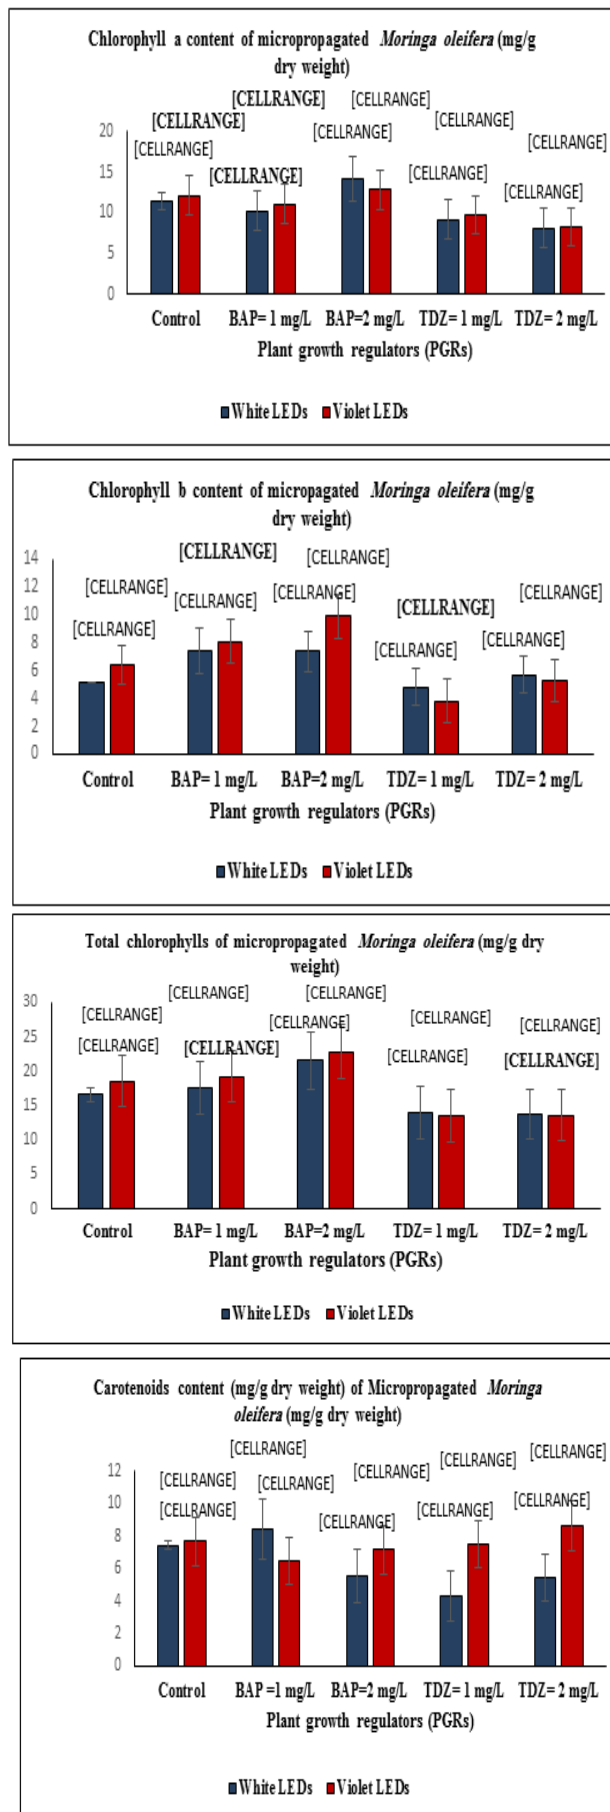 Chlorophyll a content of micropropagated Moringa oleifera (mg/g
dry weight)
[CELLRANGE]
[CELLRANGE]
[CELLRANGE]
[CELLRANGE]
[CELLRANGE]
[CELLRANGE]
[CELLRANGE]
[CELLRANGE]
[CELLRANGE]
[CELLRANGE]
20
15
10
5
0
Control BAP= 1 mg/L BAP=2 mg/L TDZ= 1 mg/L TDZ= 2 mg/L
Plant growth regulators (PGRs)
White LEDs Violet LEDs
Chlorophyll b content of micropagated Moringa oleifera (mg/g
dry weight)
[CELLRANGE]
[CELLRANGE]
[CELLRANGE]
[CELLRANGE]
[CELLRANGE]
[CELLRANGE]
[CELLRANGE]
[CELLRANGE]
[CELLRANGE]
[CELLRANGE]
14
12
10
8
6
4
2
0
Control BAP= 1 mg/L BAP=2 mg/L TDZ= 1 mg/L TDZ= 2 mg/L
Plant growth regulators (PGRs)
White LEDs Violet LEDs
Total chlorophylls of micropropagated Moringa oleifera (mg/g dry
weight)
[CELLRANGE]
[CELLRANGE]
[CELLRANGE]
[CELLRANGE]
[CELLRANGE]
[CELLRANGE]
[CELLRANGE]
[CELLRANGE]
[CELLRANGE]
[CELLRANGE]
30
25
20
15
10
5
0
Control BAP= 1 mg/L BAP=2 mg/L TDZ= 1 mg/L TDZ= 2 mg/L
Plant growth regulators (PGRs)
White LEDs Violet LEDs
Carotenoids content (mg/g dry weight) of Micropropagated Moringa
oleifera (mg/g dry weight)
[CELLRANGE]
[CELLRANGE]
[CELLRANGE]
[CELLRANGE]
[CELLRANGE]
[CELLRANGE]
[CELLRANGE]
[CELLRANGE]
[CELLRANGE]
[CELLRANGE]
12
10
8
6
4
2
0
Control BAP =1 mg/L BAP=2 mg/L TDZ= 1 mg/L TDZ= 2 mg/L
Plant growth regulators (PGRs)
White LEDs Violet LEDs